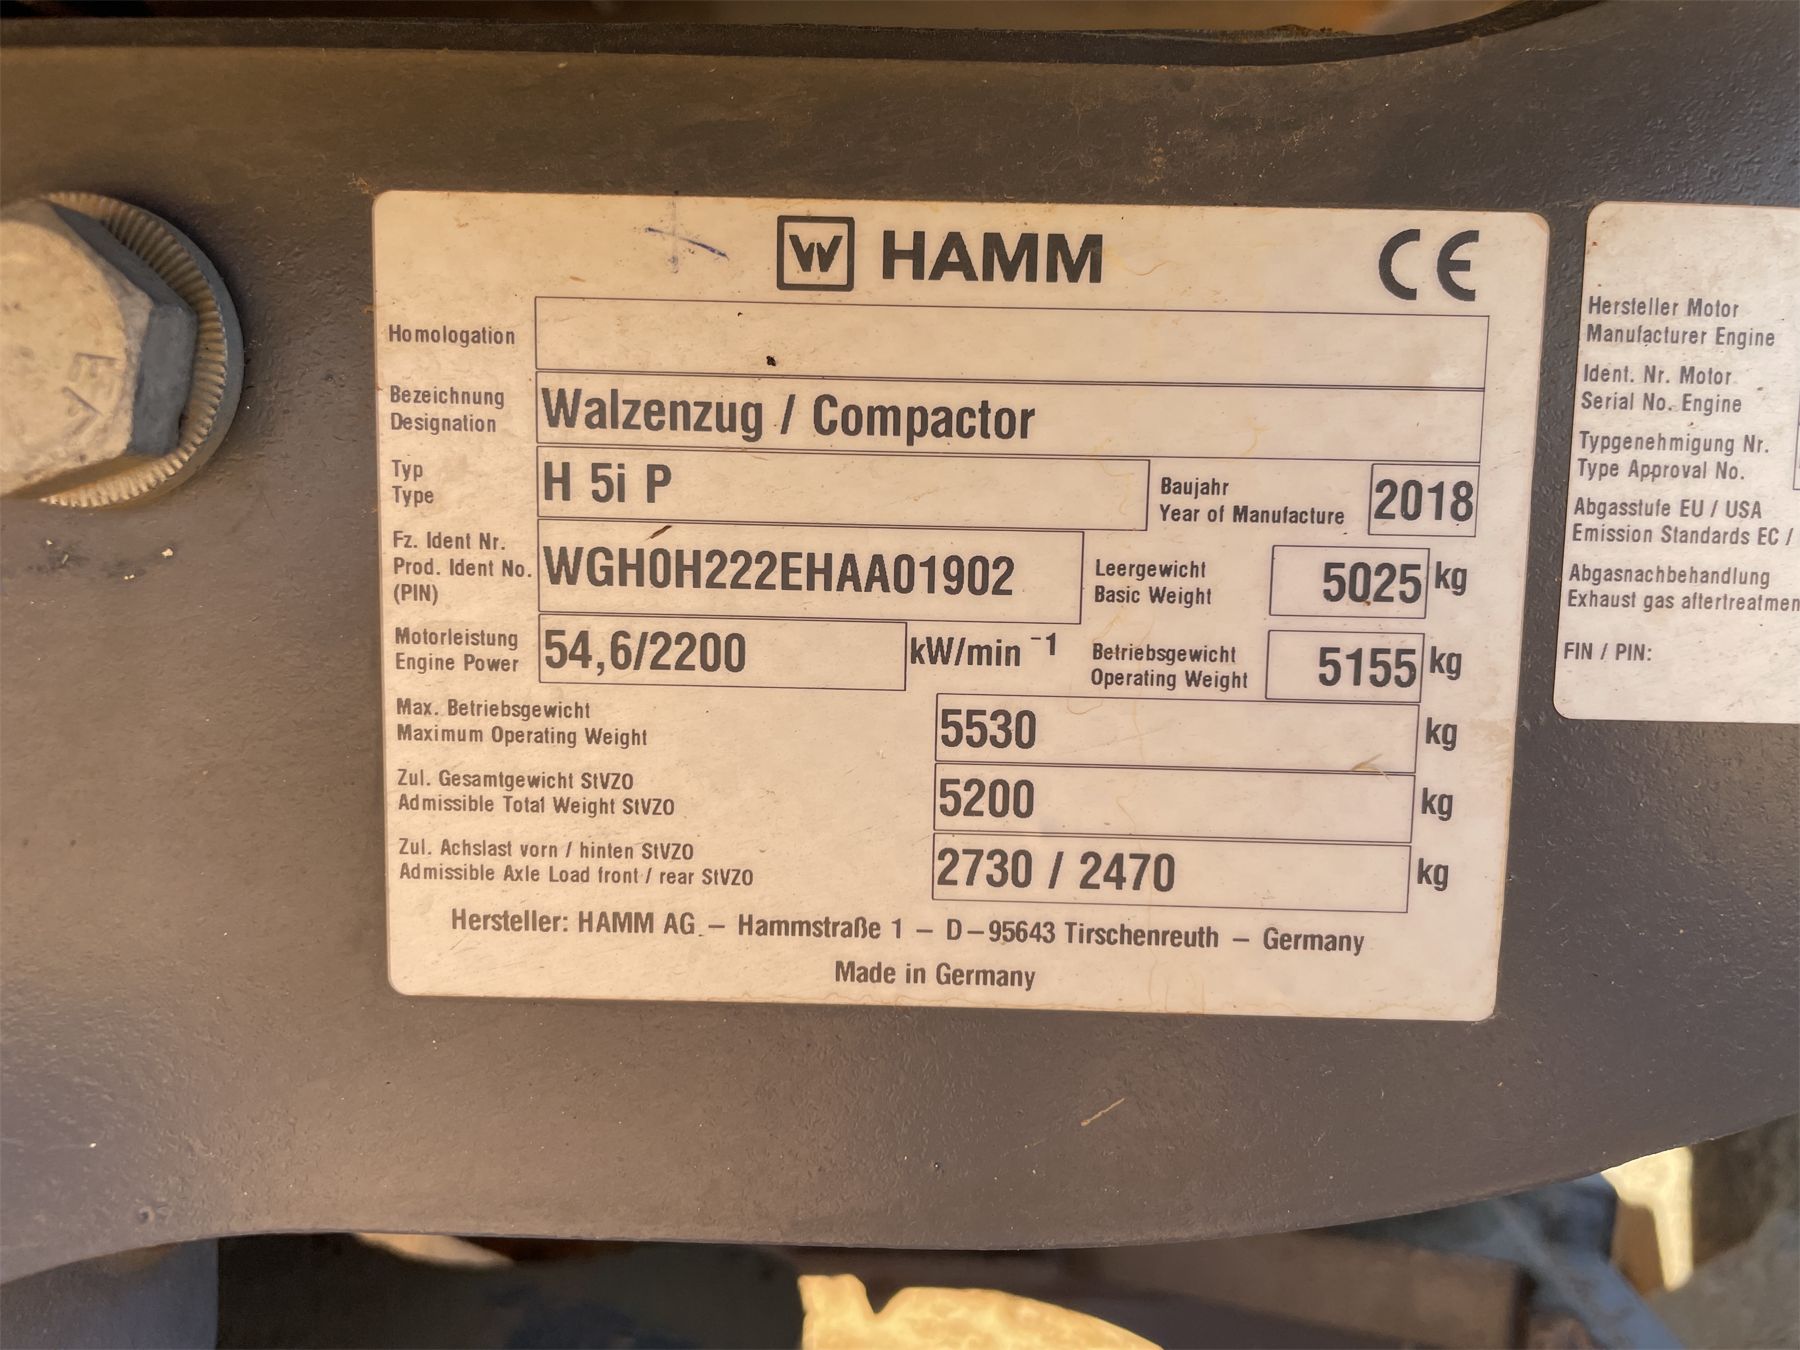 HAMM CE
Homologation
Bezeichnung
Designation
Walzenzug / Compactor
Typ
Type
H 5i P
Baujahr
Year of Manufacture
2018
Fz. Ident Nr.
Prod. Ident No.
(PIN)
WGH0H222EHAA01902
Leergewicht
Basic Weight
5025 kg
Motorleistung
Engine Power
54,6/2200 kW/min⁻¹
Betriebsgewicht
Operating Weight
5155 kg
Max. Betriebsgewicht
Maximum Operating Weight
5530 kg
Zul. Gesamtgewicht StVZO
Admissible Total Weight StVZO
5200 kg
Zul. Achslast vorn / hinten StVZO
Admissible Axle Load front / rear StVZO
2730 / 2470 kg
Hersteller: HAMM AG – Hammstraße 1 – D–95643 Tirschenreuth – Germany
Made in Germany
Hersteller Motor
Manufacturer Engine
Ident. Nr. Motor
Serial No. Engine
Typgenehmigung Nr.
Type Approval No.
Abgasstufe EU / USA
Emission Standards EC /
Abgasnachbehandlung
Exhaust gas aftertreatmen
FIN / PIN: